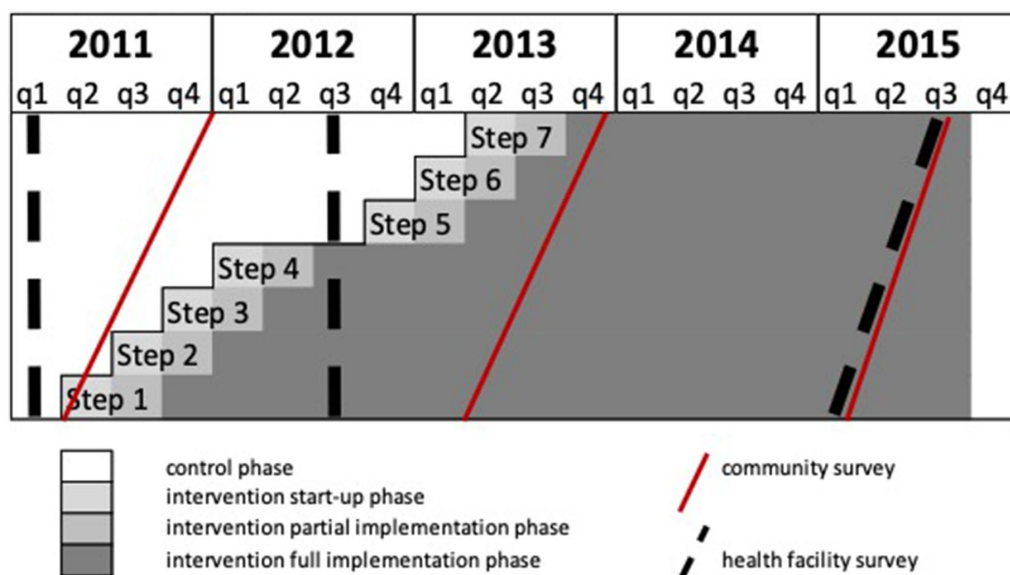 2011 2012 2013 2014 2015
q1 q2 q3 q4 q1 q2 q3 q4 q1 q2 q3 q4 q1 q2 q3 q4 q1 q2 q3 q4
Step 7
Step 6
Step 5
Step 4
Step 3
Step 2
Step 1
control phase
intervention start-up phase
intervention partial implementation phase
intervention full implementation phase
community survey
health facility survey